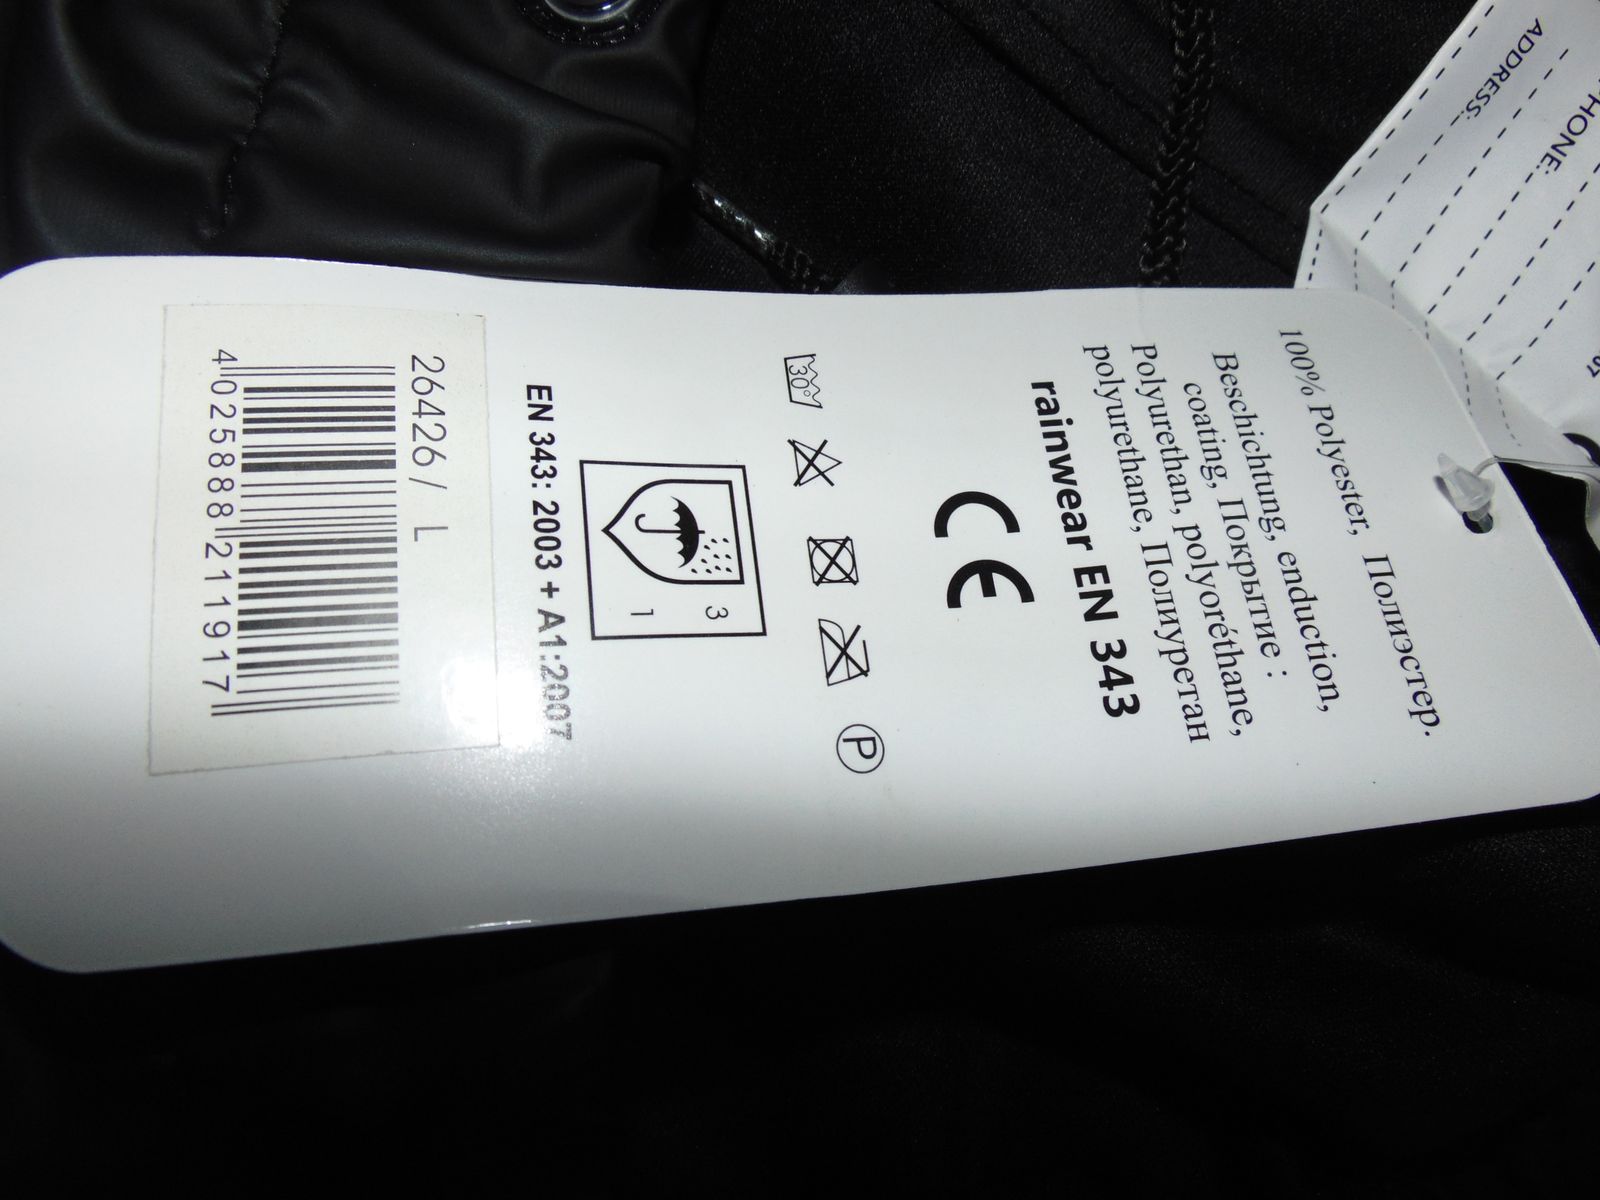 100% Polyester, Полиэстер.
Beschichtung, enduction,
coating, Покрытие :
Polyurethan, polyoréthane,
polyurethane, Полиуретан
rainwear EN 343
CE
30°
P
3
1
EN 343: 2003 + A1:2007
26426 / L
4 025888 211917
ADDRESS:
PHONE: